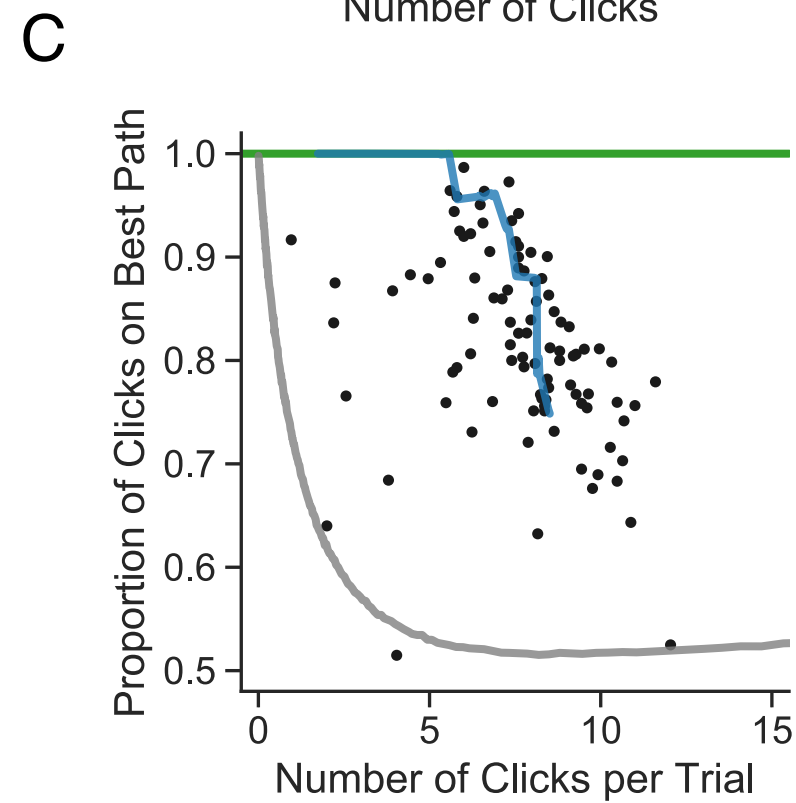 Number of Clicks
C
Proportion of Clicks on Best Path
1.0
0.9
0.8
0.7
0.6
0.5
0 5 10 15
Number of Clicks per Trial